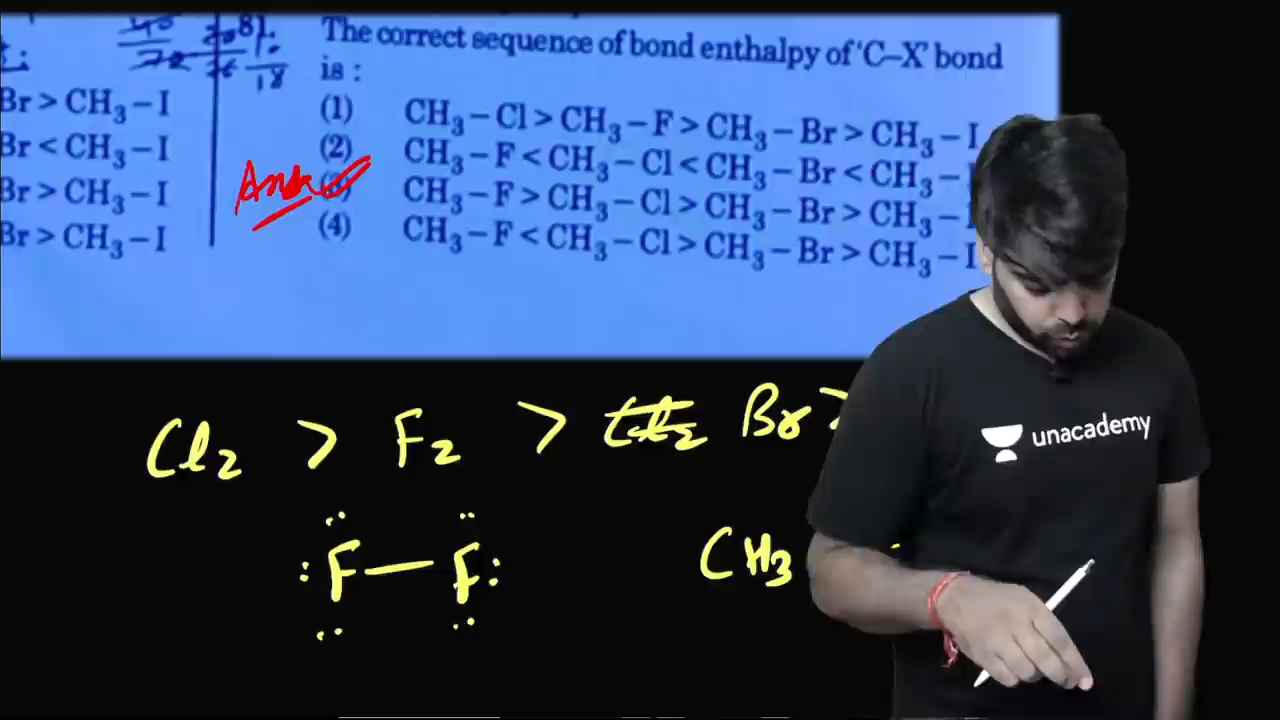 The correct sequence of bond enthalpy of 'C–X' bond
is :
Br > CH3 – I
Br < CH3 – I
Br > CH3 – I
Br > CH3 – I
18
(1) CH3 – Cl > CH3 – F > CH3 – Br > CH3 – I
(2) CH3 – F < CH3 – Cl < CH3 – Br < CH3 –
CH3 – F > CH3 – Cl > CH3 – Br > CH3 –
(4) CH3 – F < CH3 – Cl > CH3 – Br > CH3 – I
Cl2 > F2 > Br >
F — F
CH3
unacademy